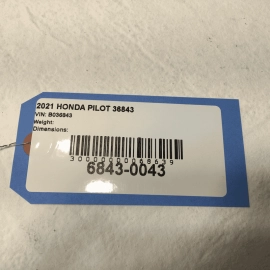 2021 HONDA PILOT 36843
VIN: B036843
Weight:
Dimensions:
3000000068639
6843-0043